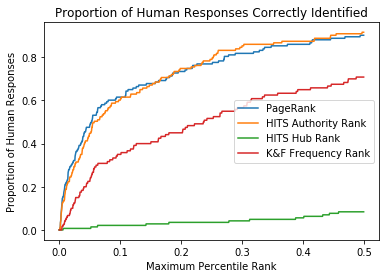 Proportion of Human Responses Correctly Identified
Proportion of Human Responses
0.8
0.6
0.4
0.2
0.0
PageRank
HITS Authority Rank
HITS Hub Rank
K&F Frequency Rank
0.0 0.1 0.2 0.3 0.4 0.5
Maximum Percentile Rank